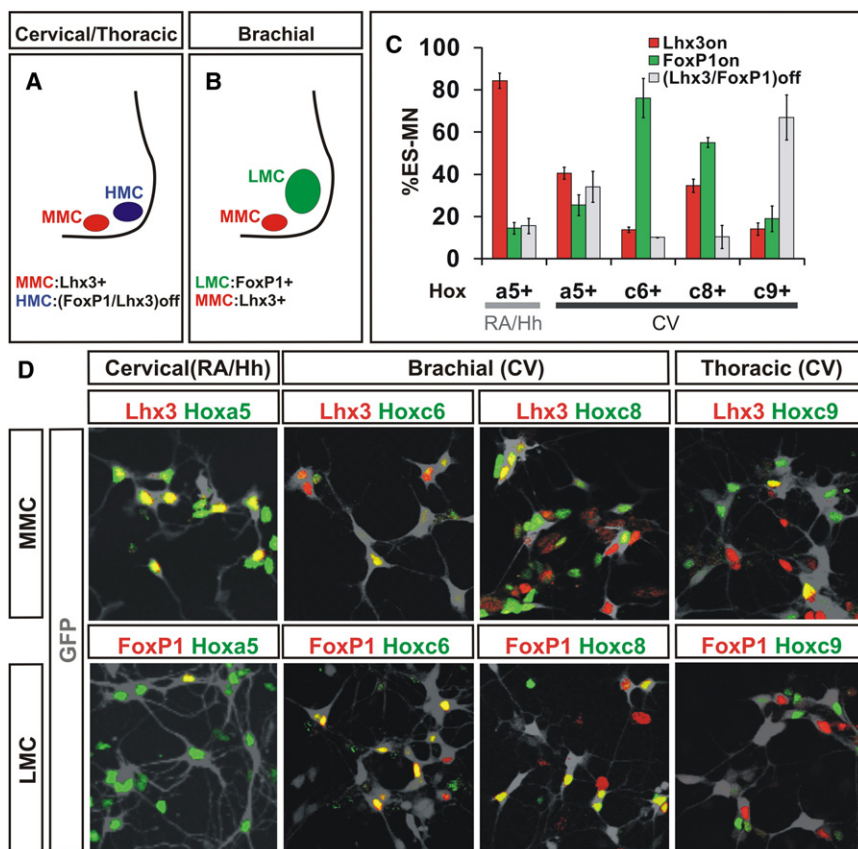 Cervical/Thoracic
Brachial
A
HMC
MMC
MMC:Lhx3+
HMC:(FoxP1/Lhx3)off
B
LMC
MMC
LMC:FoxP1+
MMC:Lhx3+
C
Lhx3on
FoxP1on
(Lhx3/FoxP1)off
%ES-MN
100
80
60
40
20
0
Hox a5+ a5+ c6+ c8+ c9+
RA/Hh CV
D
Cervical(RA/Hh) Brachial (CV) Thoracic (CV)
Lhx3 Hoxa5 Lhx3 Hoxc6 Lhx3 Hoxc8 Lhx3 Hoxc9
MMC
GFP
FoxP1 Hoxa5 FoxP1 Hoxc6 FoxP1 Hoxc8 FoxP1 Hoxc9
LMC